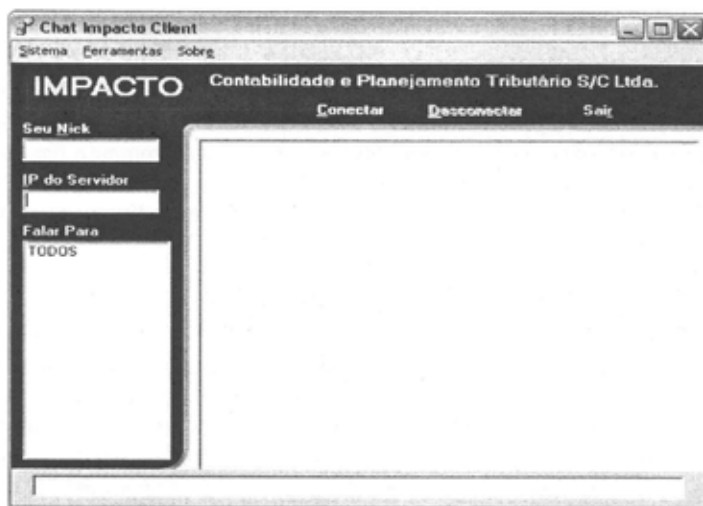 Chat Impacto Client
Sistema Ferramentas Sobre
IMPACTO Contabilidade e Planejamento Tributário S/C Ltda.
Conectar Desconectar Sair
Seu Nick
IP do Servidor
Falar Para
TODOS